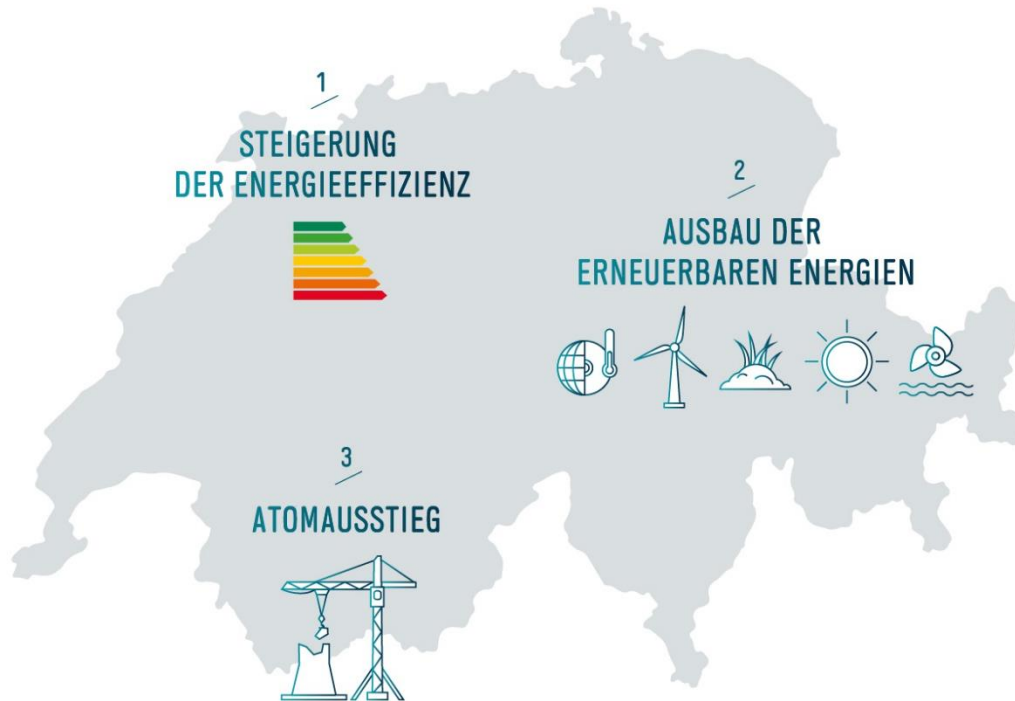 1
STEIGERUNG
DER ENERGIEEFFIZIENZ
2
AUSBAU DER
ERNEUERBAREN ENERGIEN
3
ATOMAUSSTIEG